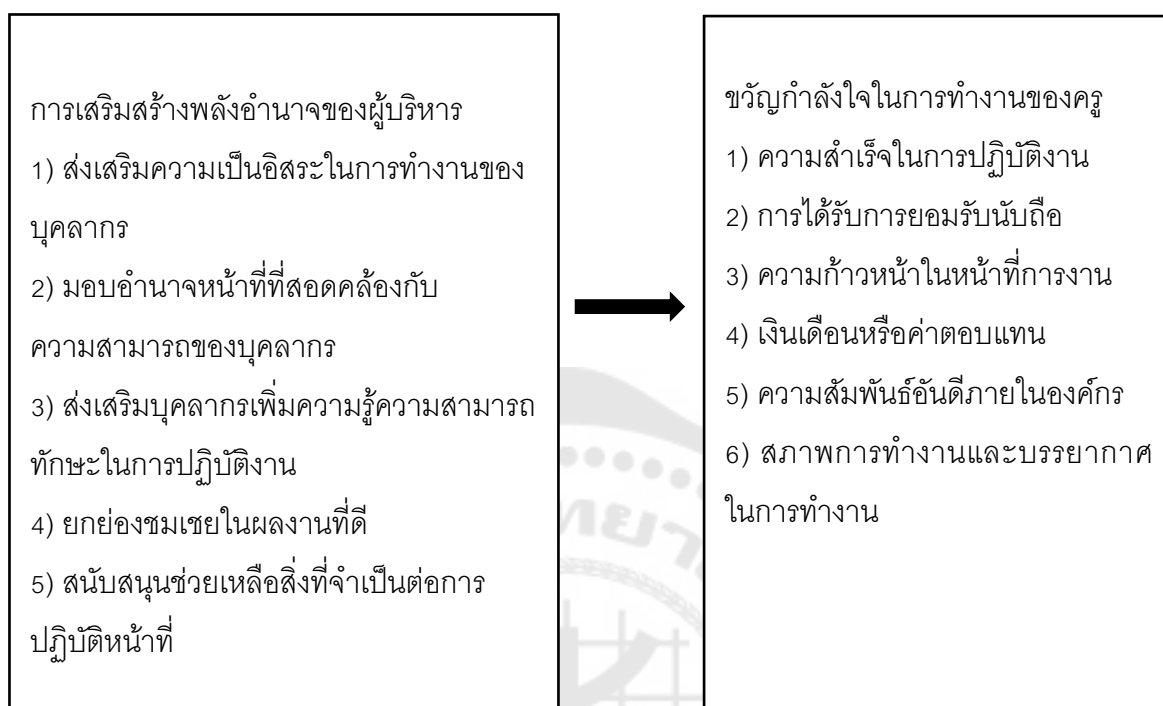 การเสริมสร้างพลังอำนาจของผู้บริหาร
1) ส่งเสริมความเป็นอิสระในการทำงานของ
บุคลากร
2) มอบอำนาจหน้าที่ที่สอดคล้องกับ
ความสามารถของบุคลากร
3) ส่งเสริมบุคลากรเพิ่มความรู้ความสามารถ
ทักษะในการปฏิบัติงาน
4) ยกย่องชมเชยในผลงานที่ดี
5) สนับสนุนช่วยเหลือสิ่งที่จำเป็นต่อการ
ปฏิบัติหน้าที่
ขวัญกำลังใจในการทำงานของครู
1) ความสำเร็จในการปฏิบัติงาน
2) การได้รับการยอมรับนับถือ
3) ความก้าวหน้าในหน้าที่การงาน
4) เงินเดือนหรือค่าตอบแทน
5) ความสัมพันธ์อันดีภายในองค์กร
6) สภาพการทำงานและบรรยากาศ
ในการทำงาน